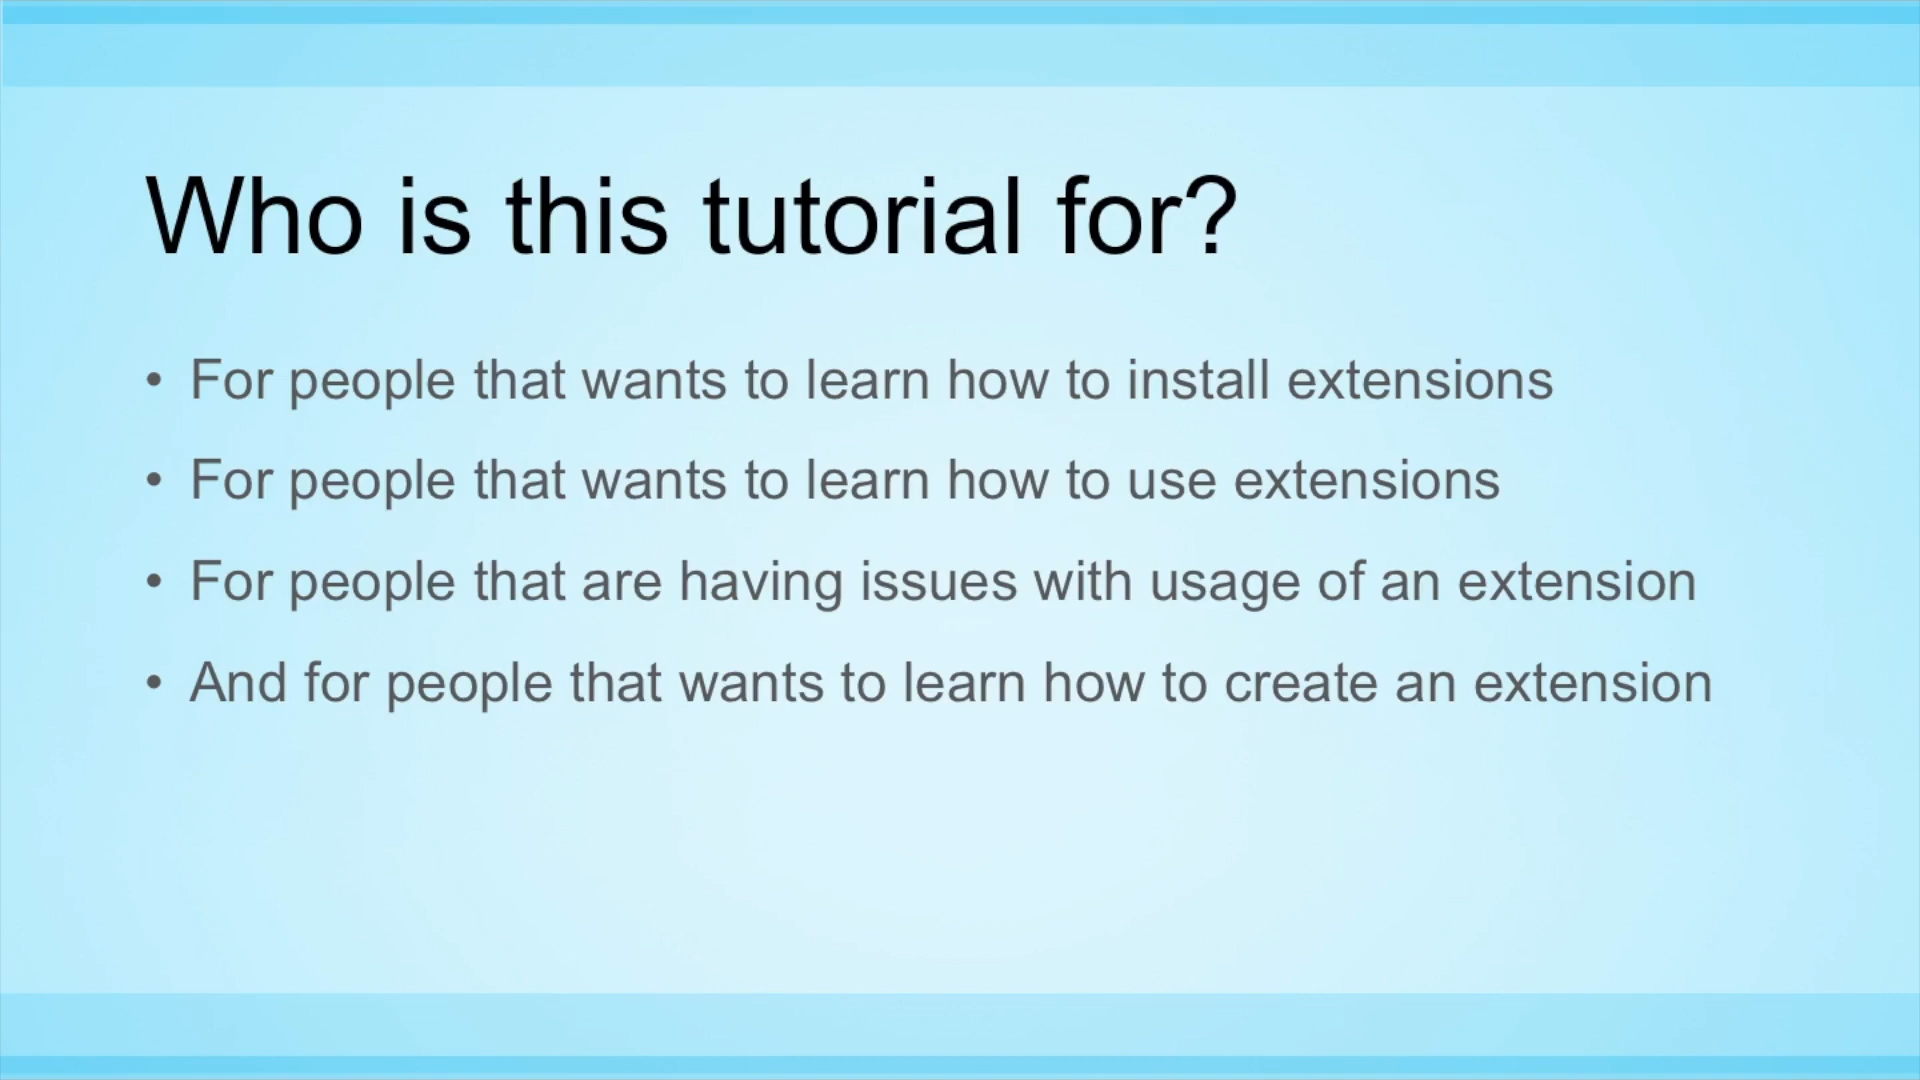 Who is this tutorial for?
• For people that wants to learn how to install extensions
• For people that wants to learn how to use extensions
• For people that are having issues with usage of an extension
• And for people that wants to learn how to create an extension